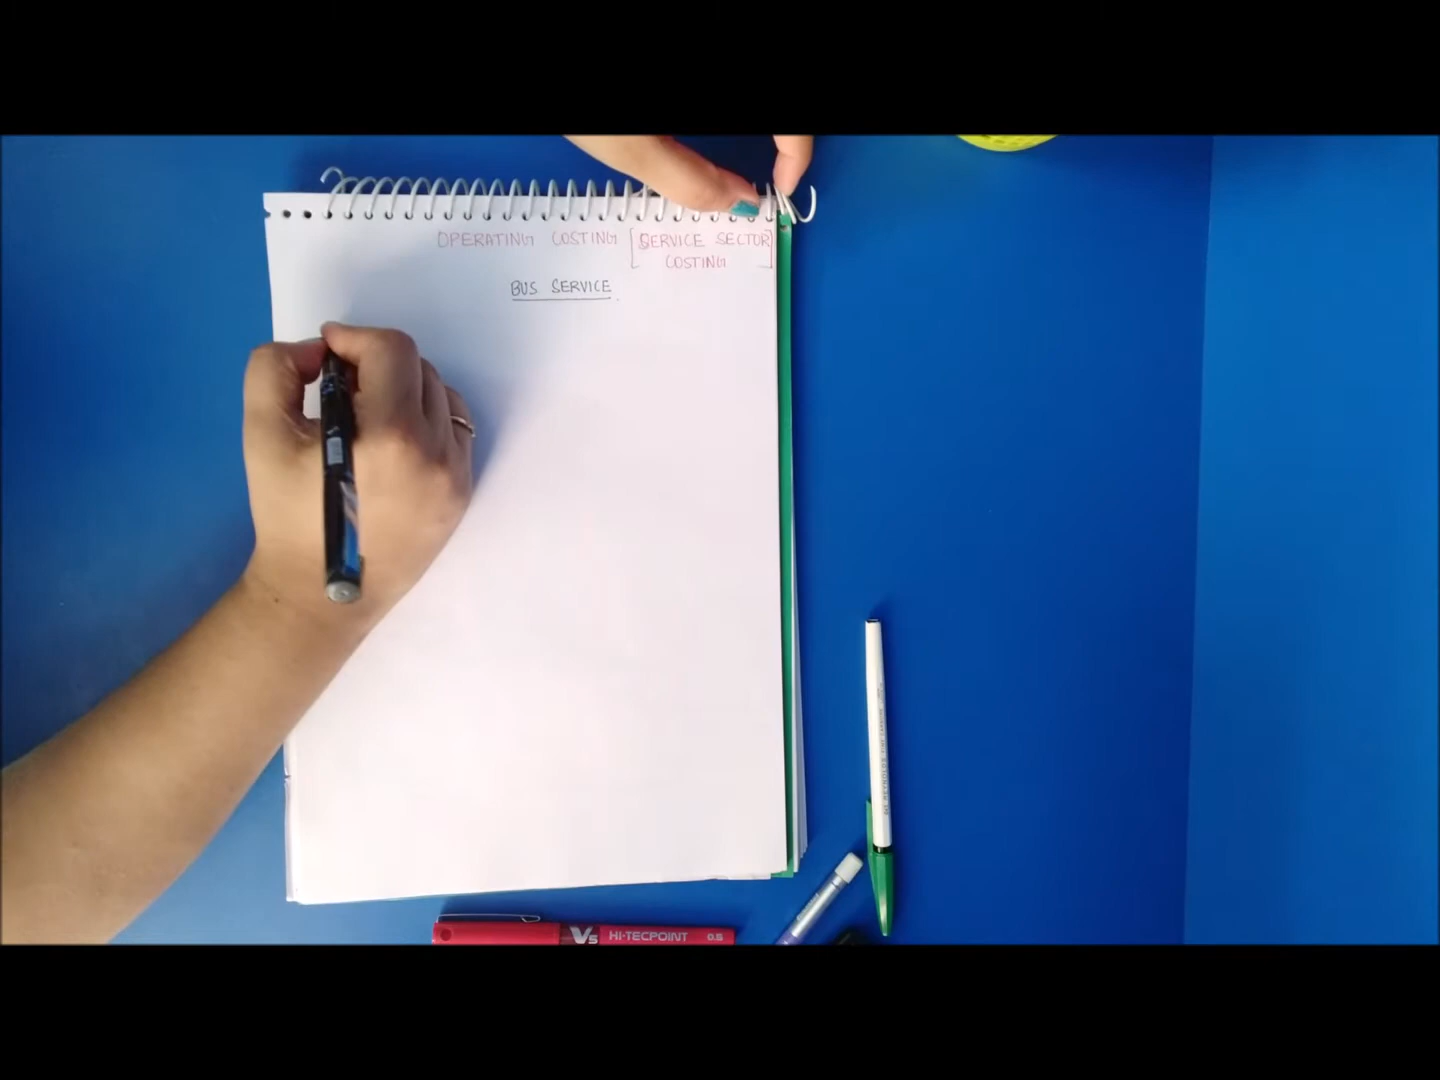 OPERATING COSTING [SERVICE SECTOR
COSTING]
BUS SERVICE
V5 HI-TECPOINT 0.5